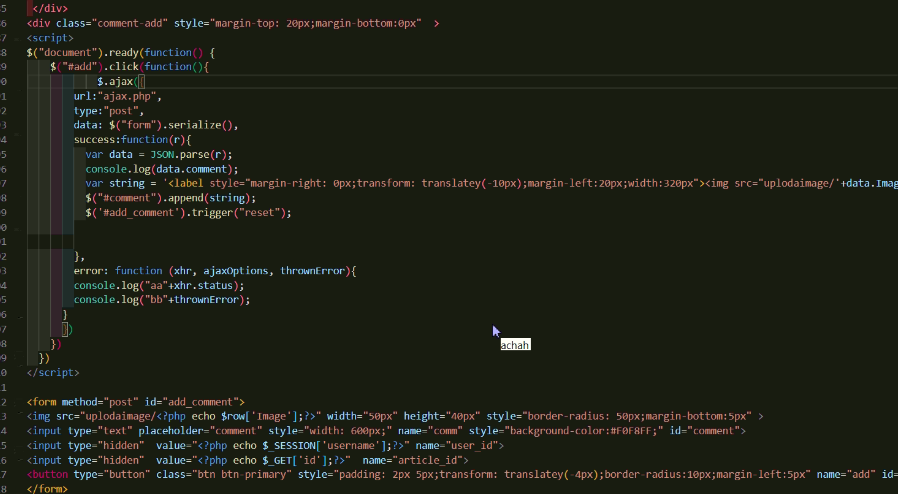 5 </div>
6 <div class="comment-add" style="margin-top: 20px;margin-bottom:0px"  >
7 <script>
8 $("document").ready(function() {
9 $("#add").click(function(){
0 $.ajax({
1 url:"ajax.php",
2 type:"post",
3 data: $("form").serialize(),
4 success:function(r){
5 var data = JSON.parse(r);
6 console.log(data.comment);
7 var string = '<label style="margin-right: 0px;transform: translatey(-10px);margin-left:20px;width:320px"><img src="uplodaimage/'+data.Imag
8 $("#comment").append(string);
9 $('#add_comment').trigger("reset");
0
1
2 },
3 error: function (xhr, ajaxOptions, thrownError){
4 console.log("aa"+xhr.status);
5 console.log("bb"+thrownError);
6 }
7 })
8 })
9 })
0 </script>
1
2 <form method="post" id="add_comment">
3 <img src="uplodaimage/<?php echo $row['Image'];?>" width="50px" height="40px" style="border-radius: 50px;margin-bottom:5px" >
4 <input type="text" placeholder="comment" style="width: 600px;" name="comm" style="background-color:#F0F8FF;" id="comment">
5 <input type="hidden"  value="<?php echo $_SESSION['username'];?>" name="user_id">
6 <input type="hidden"  value="<?php echo $_GET['id'];?>"  name="article_id">
7 <button type="button" class="btn btn-primary" style="padding: 2px 5px;transform: translatey(-4px);border-radius:10px;margin-left:5px" name="add" id=
8 </form>
achah